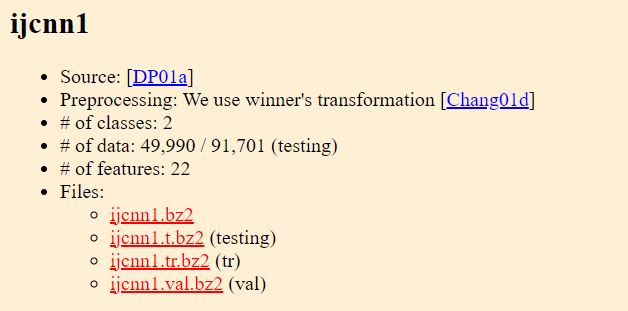 ijcnn1
Source: [DP01a]
Preprocessing: We use winner's transformation [Chang01d]
# of classes: 2
# of data: 49,990 / 91,701 (testing)
# of features: 22
Files:
ijcnn1.bz2
ijcnn1.t.bz2 (testing)
ijcnn1.tr.bz2 (tr)
ijcnn1.val.bz2 (val)